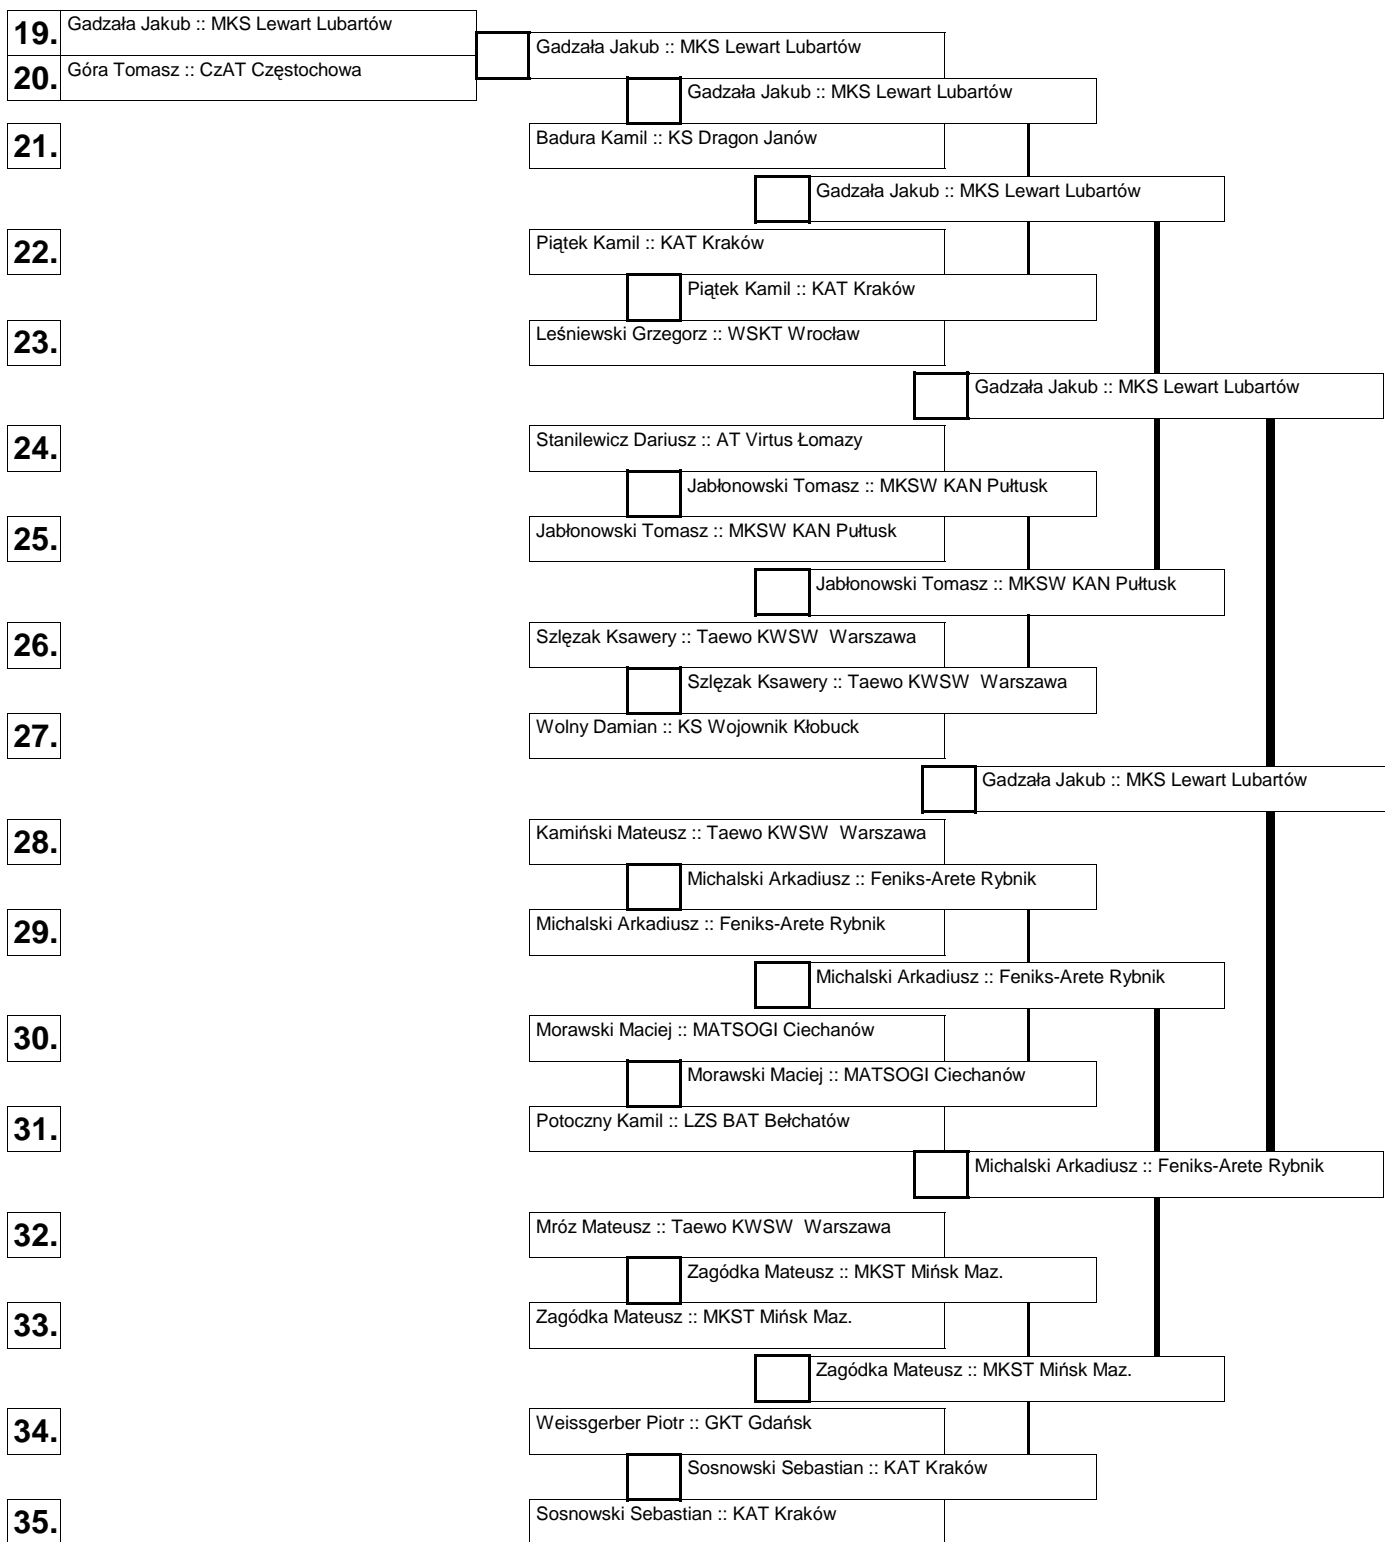 19. Gadzała Jakub :: MKS Lewart Lubartów
Gadzała Jakub :: MKS Lewart Lubartów
20. Góra Tomasz :: CzAT Częstochowa
Gadzała Jakub :: MKS Lewart Lubartów
21. Badura Kamil :: KS Dragon Janów
Gadzała Jakub :: MKS Lewart Lubartów
22. Piątek Kamil :: KAT Kraków
Piątek Kamil :: KAT Kraków
23. Leśniewski Grzegorz :: WSKT Wrocław
Gadzała Jakub :: MKS Lewart Lubartów
24. Stanilewicz Dariusz :: AT Virtus Łomazy
Jabłonowski Tomasz :: MKSW KAN Pułtusk
25. Jabłonowski Tomasz :: MKSW KAN Pułtusk
Jabłonowski Tomasz :: MKSW KAN Pułtusk
26. Szlęzak Ksawery :: Taewo KWSW Warszawa
Szlęzak Ksawery :: Taewo KWSW Warszawa
27. Wolny Damian :: KS Wojownik Kłobuck
Gadzała Jakub :: MKS Lewart Lubartów
28. Kamiński Mateusz :: Taewo KWSW Warszawa
Michalski Arkadiusz :: Feniks-Arete Rybnik
29. Michalski Arkadiusz :: Feniks-Arete Rybnik
Michalski Arkadiusz :: Feniks-Arete Rybnik
30. Morawski Maciej :: MATSOGI Ciechanów
Morawski Maciej :: MATSOGI Ciechanów
31. Potoczny Kamil :: LZS BAT Bełchatów
Michalski Arkadiusz :: Feniks-Arete Rybnik
32. Mróz Mateusz :: Taewo KWSW Warszawa
Zagódka Mateusz :: MKST Mińsk Maz.
33. Zagódka Mateusz :: MKST Mińsk Maz.
Zagódka Mateusz :: MKST Mińsk Maz.
34. Weissgerber Piotr :: GKT Gdańsk
Sosnowski Sebastian :: KAT Kraków
35. Sosnowski Sebastian :: KAT Kraków